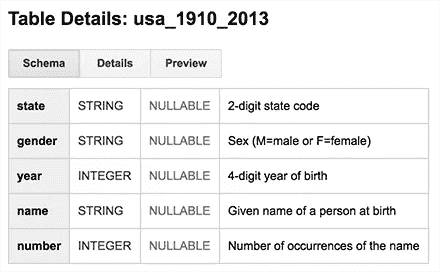 Table Details: usa_1910_2013
Schema Details Preview
state STRING NULLABLE 2-digit state code
gender STRING NULLABLE Sex (M=male or F=female)
year INTEGER NULLABLE 4-digit year of birth
name STRING NULLABLE Given name of a person at birth
number INTEGER NULLABLE Number of occurrences of the name